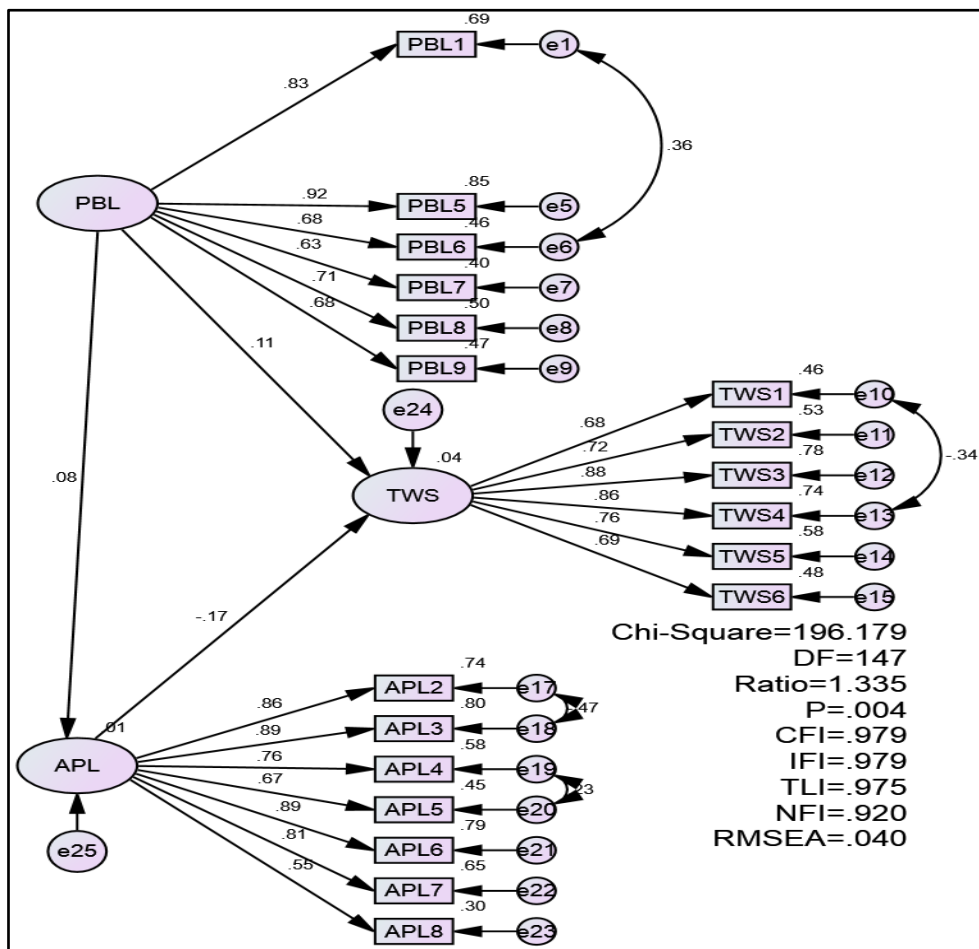 .69
PBL1
e1
.83
.36
PBL
.92
.85
PBL5
e5
.68
.46
PBL6
e6
.63
.40
PBL7
e7
.71
.50
PBL8
e8
.68
.47
PBL9
e9
.11
e24
.08
.04
TWS
.68
.46
TWS1
e10
.72
.53
TWS2
e11
-.34
.88
.78
TWS3
e12
.86
.74
TWS4
e13
.76
.58
TWS5
e14
.69
.48
TWS6
e15
-.17
Chi-Square=196.179
DF=147
Ratio=1.335
P=.004
CFI=.979
IFI=.979
TLI=.975
NFI=.920
RMSEA=.040
.74
APL2
e17
.86
.80
APL3
e18
.89
.58
APL4
e19
.76
.45
APL5
e20
.67
.79
APL6
e21
.89
.65
APL7
e22
.81
.30
APL8
e23
.55
APL
e25